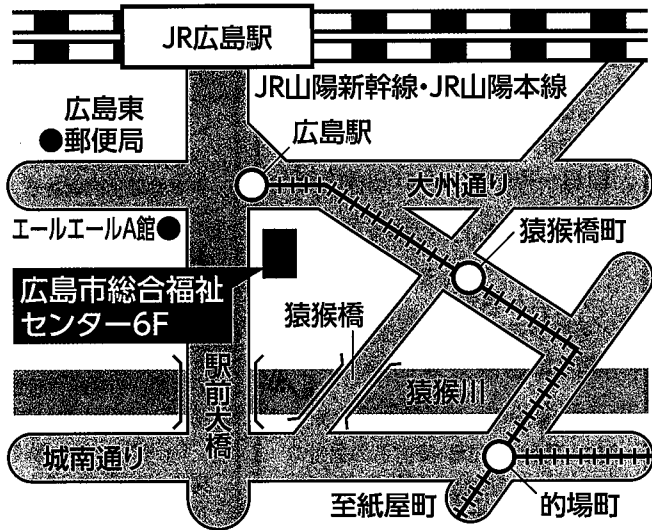 JR広島駅
JR山陽新幹線・JR山陽本線
広島東
郵便局
広島駅
大州通り
エールエールA館
猿猴橋町
広島市総合福祉
センター6F
猿猴橋
駅前大橋
猿猴川
城南通り
至紙屋町
的場町